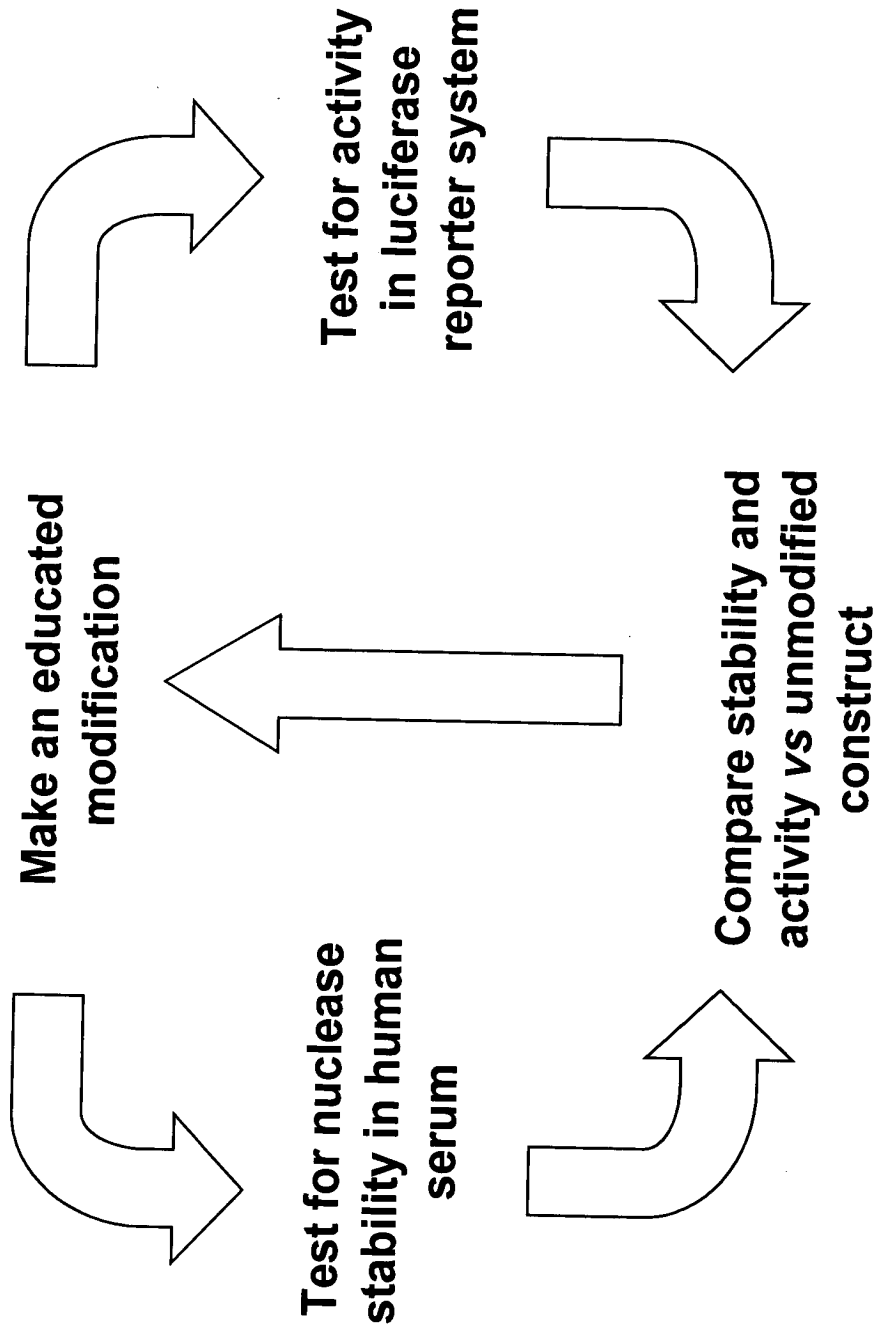 Make an educated
modification
Test for nuclease
stability in human
serum
Test for activity
in luciferase
reporter system
Compare stability and
activity vs unmodified
construct